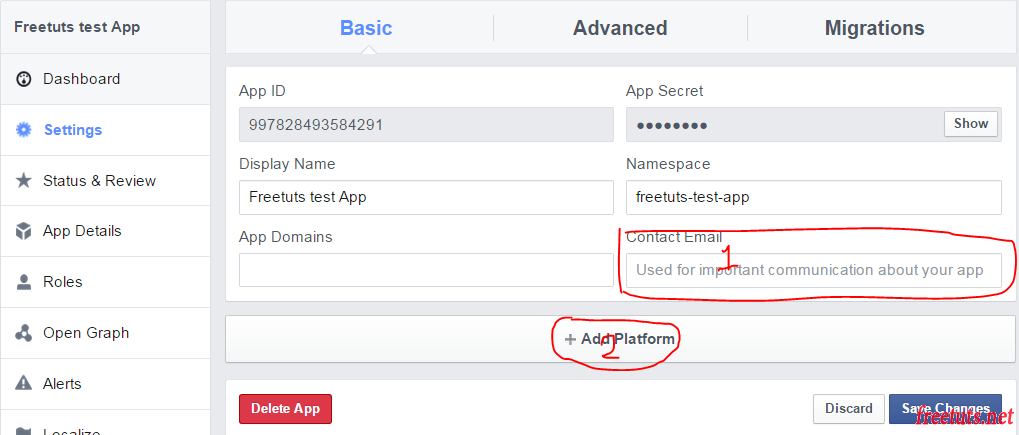 Freetuts test App
Basic
Advanced
Migrations
Dashboard
Settings
Status & Review
App Details
Roles
Open Graph
Alerts
Localize
App ID
App Secret
997828493584291
●●●●●●●●
Show
Display Name
Namespace
Freetuts test App
freetuts-test-app
App Domains
Contact Email
1
Used for important communication about your app
+ Add Platform
2
Delete App
Discard
Save Changes
freetuts.net